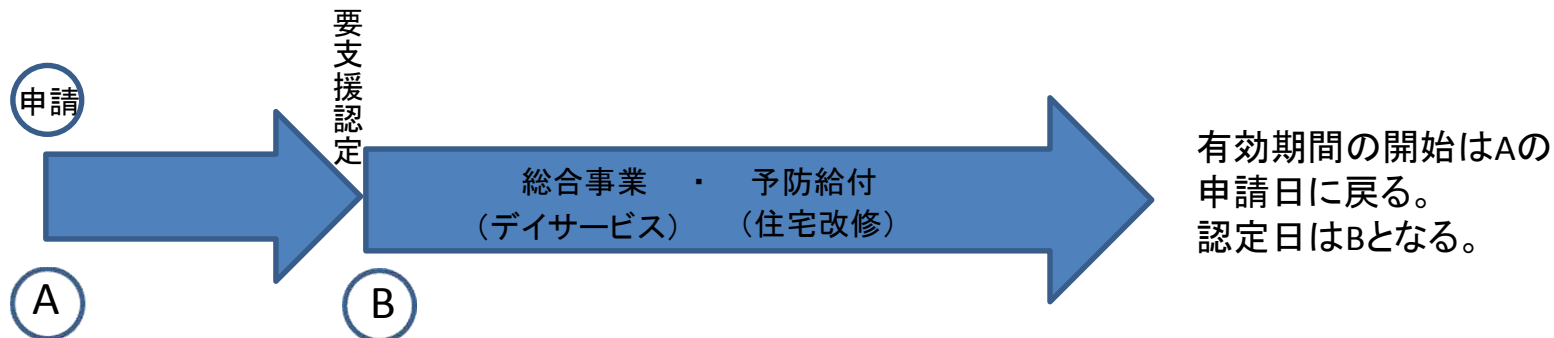 申請
要支援認定
総合事業 ・ 予防給付
（デイサービス） （住宅改修）
A
B
有効期間の開始はAの
申請日に戻る。
認定日はBとなる。